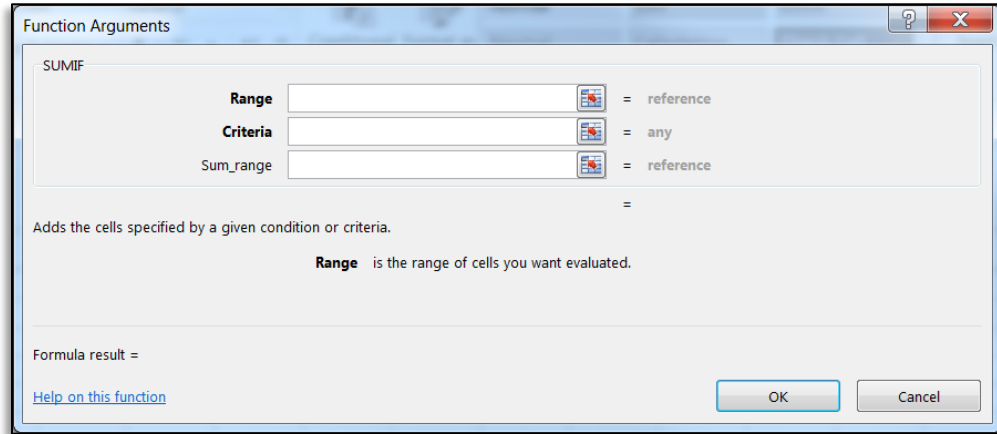 Function Arguments
SUMIF
Range = reference
Criteria = any
Sum_range = reference
=
Adds the cells specified by a given condition or criteria.
Range is the range of cells you want evaluated.
Formula result =
Help on this function
OK Cancel